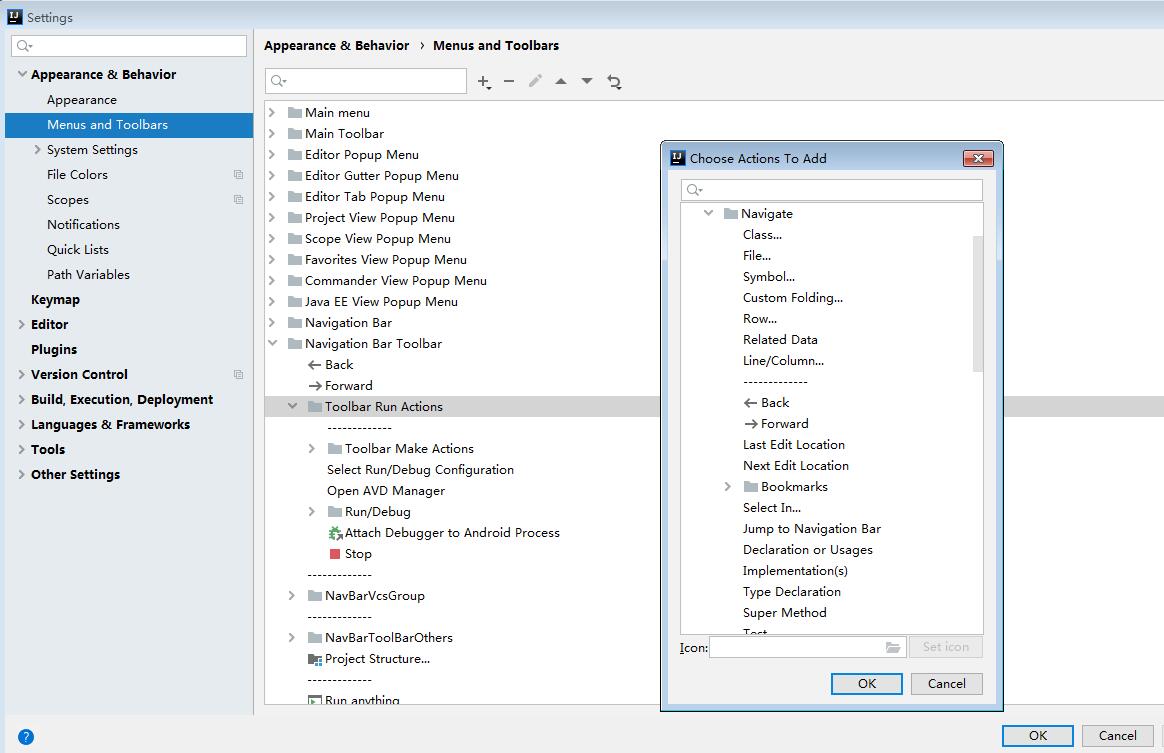 Settings
Appearance & Behavior
Appearance
Menus and Toolbars
System Settings
File Colors
Scopes
Notifications
Quick Lists
Path Variables
Keymap
Editor
Plugins
Version Control
Build, Execution, Deployment
Languages & Frameworks
Tools
Other Settings
Appearance & Behavior › Menus and Toolbars
Main menu
Main Toolbar
Editor Popup Menu
Editor Gutter Popup Menu
Editor Tab Popup Menu
Project View Popup Menu
Scope View Popup Menu
Favorites View Popup Menu
Commander View Popup Menu
Java EE View Popup Menu
Navigation Bar
Navigation Bar Toolbar
Back
Forward
Toolbar Run Actions
-------------
Toolbar Make Actions
Select Run/Debug Configuration
Open AVD Manager
Run/Debug
Attach Debugger to Android Process
Stop
-------------
NavBarVcsGroup
-------------
NavBarToolBarOthers
Project Structure...
-------------
Run anything
Choose Actions To Add
Navigate
Class...
File...
Symbol...
Custom Folding...
Row...
Related Data
Line/Column...
-------------
Back
Forward
Last Edit Location
Next Edit Location
Bookmarks
Select In...
Jump to Navigation Bar
Declaration or Usages
Implementation(s)
Type Declaration
Super Method
Test
Icon:
Set icon
OK
Cancel
?
OK
Cancel